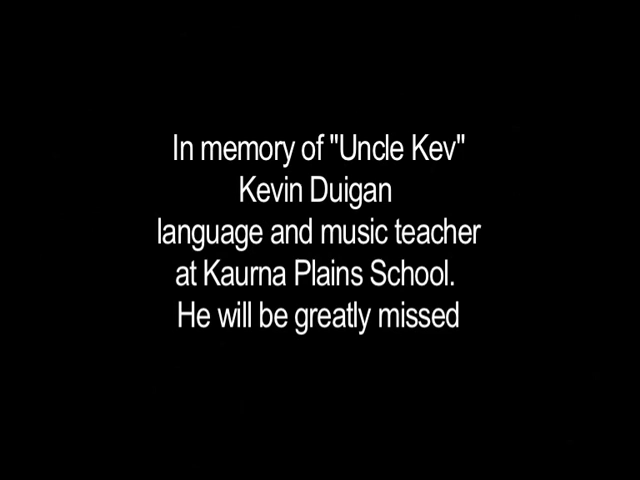 In memory of "Uncle Kev"
Kevin Duigan
language and music teacher
at Kaurna Plains School.
He will be greatly missed